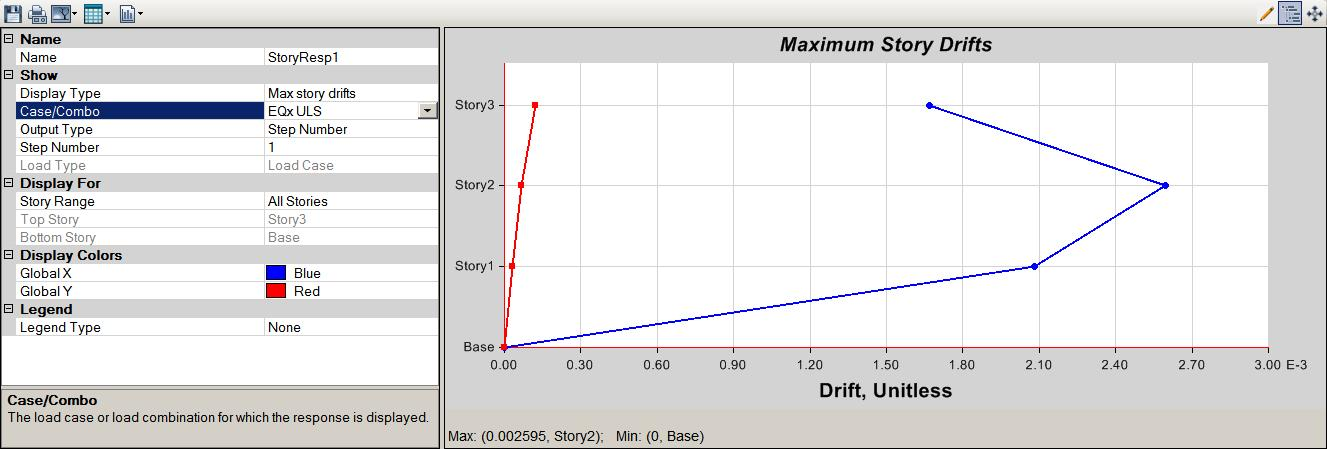 Name
Name StoryResp1
Show
Display Type Max story drifts
Case/Combo EQx ULS
Output Type Step Number
Step Number 1
Load Type Load Case
Display For
Story Range All Stories
Top Story Story3
Bottom Story Base
Display Colors
Global X Blue
Global Y Red
Legend
Legend Type None
Case/Combo
The load case or load combination for which the response is displayed.
Maximum Story Drifts
Story3
Story2
Story1
Base
0.00 0.30 0.60 0.90 1.20 1.50 1.80 2.10 2.40 2.70 3.00 E-3
Drift, Unitless
Max: (0.002595, Story2); Min: (0, Base)